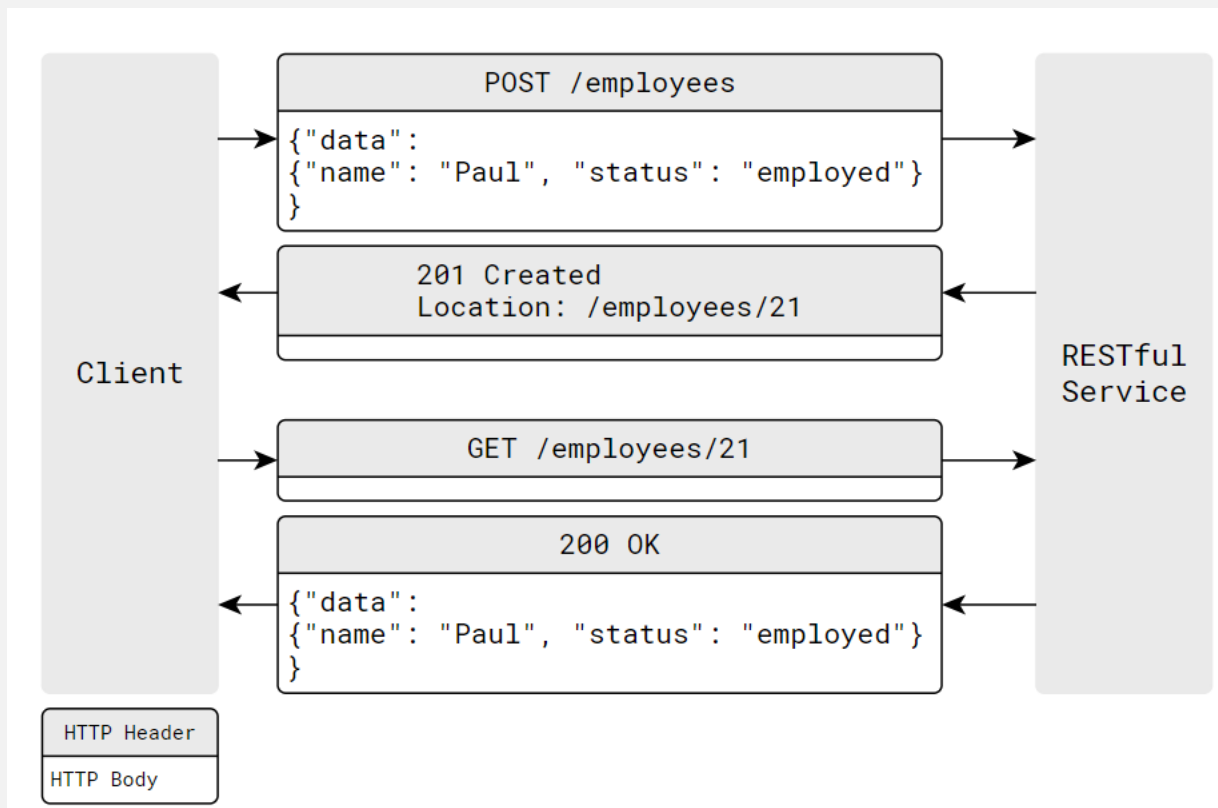 POST /employees
{"data":
{"name": "Paul", "status": "employed"}
}
201 Created
Location: /employees/21
Client
RESTful
Service
GET /employees/21
200 OK
{"data":
{"name": "Paul", "status": "employed"}
}
HTTP Header
HTTP Body